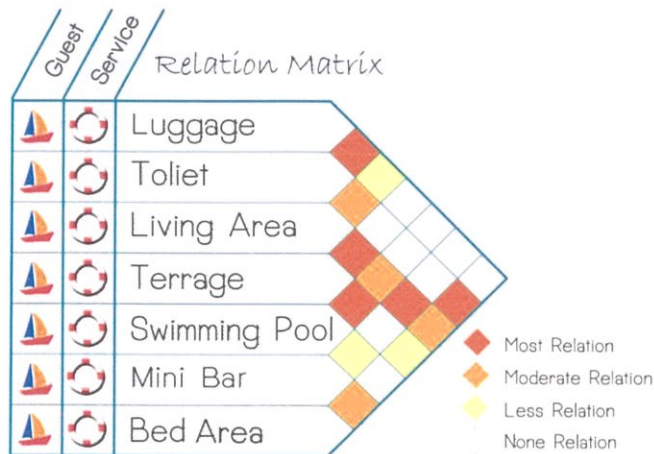 Guest
Service
Relation Matrix
Luggage
Toliet
Living Area
Terrage
Swimming Pool
Mini Bar
Bed Area
Most Relation
Moderate Relation
Less Relation
None Relation